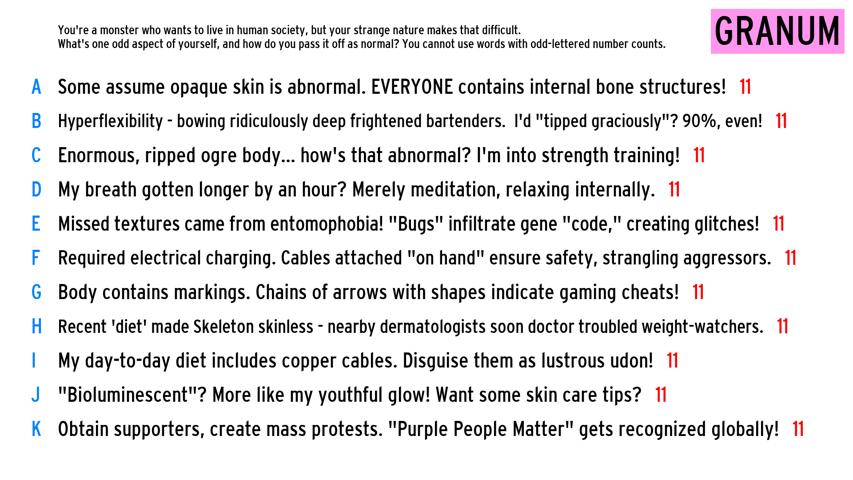 You're a monster who wants to live in human society, but your strange nature makes that difficult.
What's one odd aspect of yourself, and how do you pass it off as normal? You cannot use words with odd-lettered number counts.
GRANUM
A Some assume opaque skin is abnormal. EVERYONE contains internal bone structures! 11
B Hyperflexibility - bowing ridiculously deep frightened bartenders. I'd "tipped graciously"? 90%, even! 11
C Enormous, ripped ogre body... how's that abnormal? I'm into strength training! 11
D My breath gotten longer by an hour? Merely meditation, relaxing internally. 11
E Missed textures came from entomophobia! "Bugs" infiltrate gene "code," creating glitches! 11
F Required electrical charging. Cables attached "on hand" ensure safety, strangling aggressors. 11
G Body contains markings. Chains of arrows with shapes indicate gaming cheats! 11
H Recent 'diet' made Skeleton skinless - nearby dermatologists soon doctor troubled weight-watchers. 11
I My day-to-day diet includes copper cables. Disguise them as lustrous udon! 11
J "Bioluminescent"? More like my youthful glow! Want some skin care tips? 11
K Obtain supporters, create mass protests. "Purple People Matter" gets recognized globally! 11